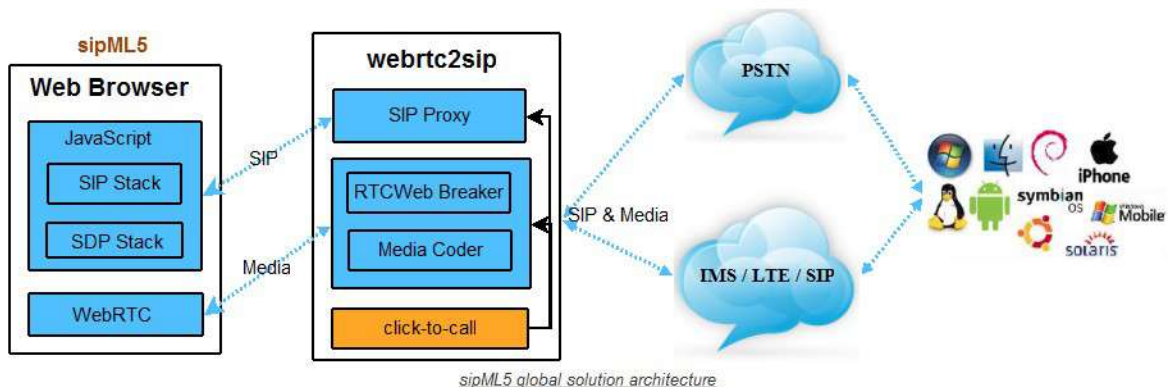 sipML5
Web Browser
JavaScript
SIP Stack
SDP Stack
WebRTC
SIP
Media
webrtc2sip
SIP Proxy
RTCWeb Breaker
Media Coder
click-to-call
SIP & Media
PSTN
IMS / LTE / SIP
iPhone
symbian
OS
Windows
Mobile
solaris
sipML5 global solution architecture